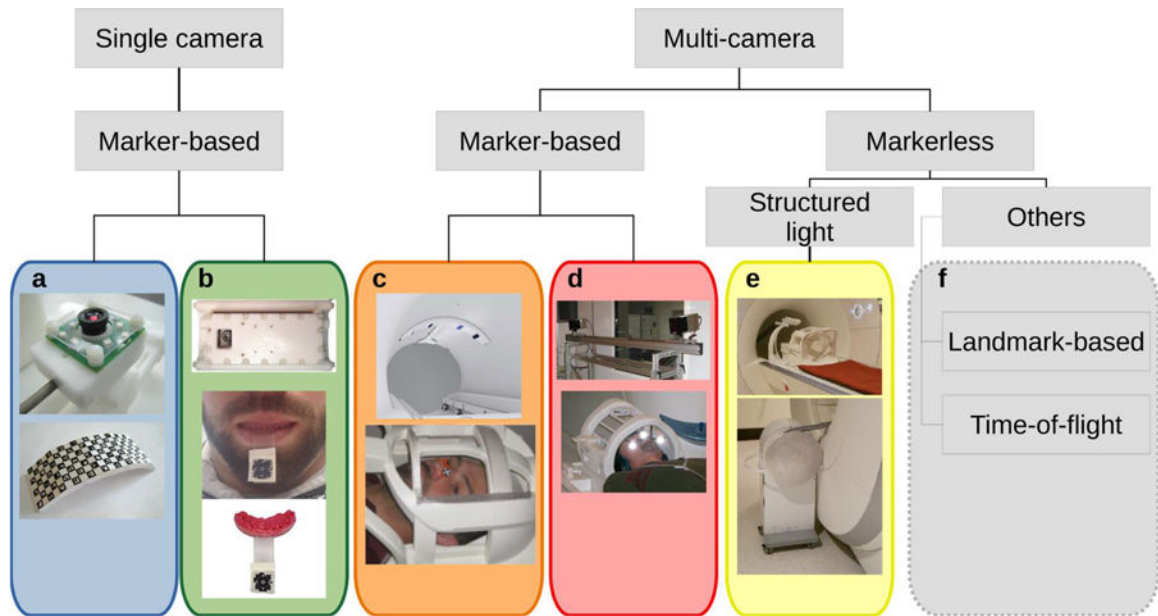 Single camera
Multi-camera
Marker-based
Marker-based
Markerless
Structured
light
Others
a
b
c
d
e
f
Landmark-based
Time-of-flight